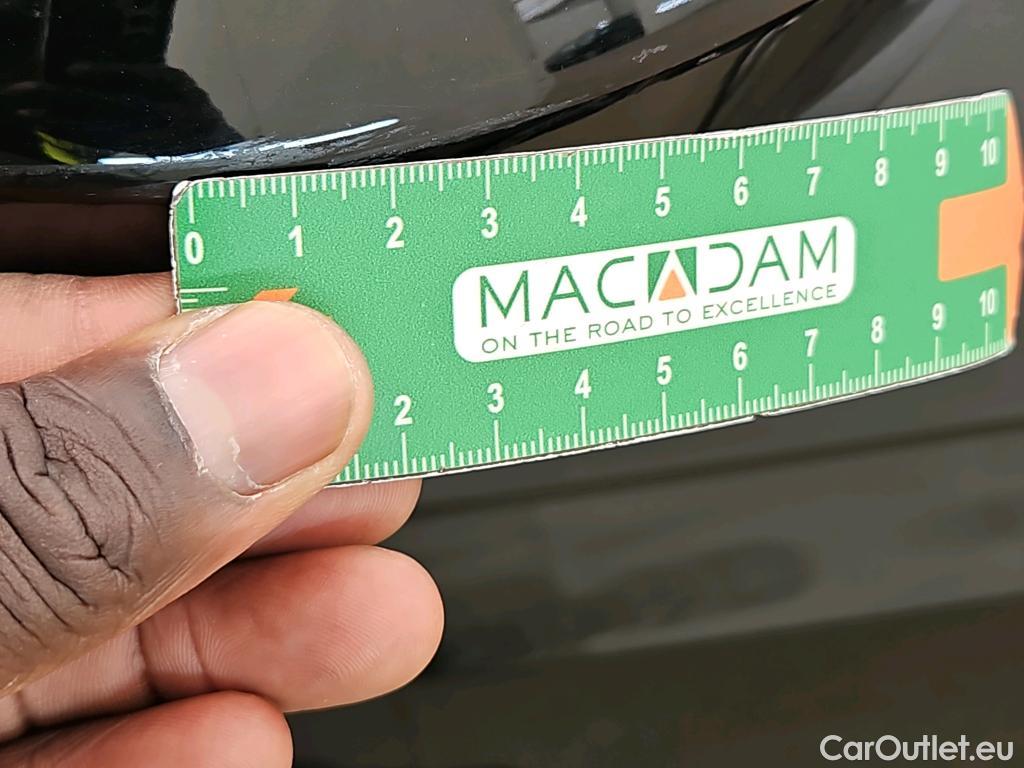 0 1 2 3 4 5 6 7 8 9 10
MACADAM
ON THE ROAD TO EXCELLENCE
2 3 4 5 6 7 8 9 10
CarOutlet.eu